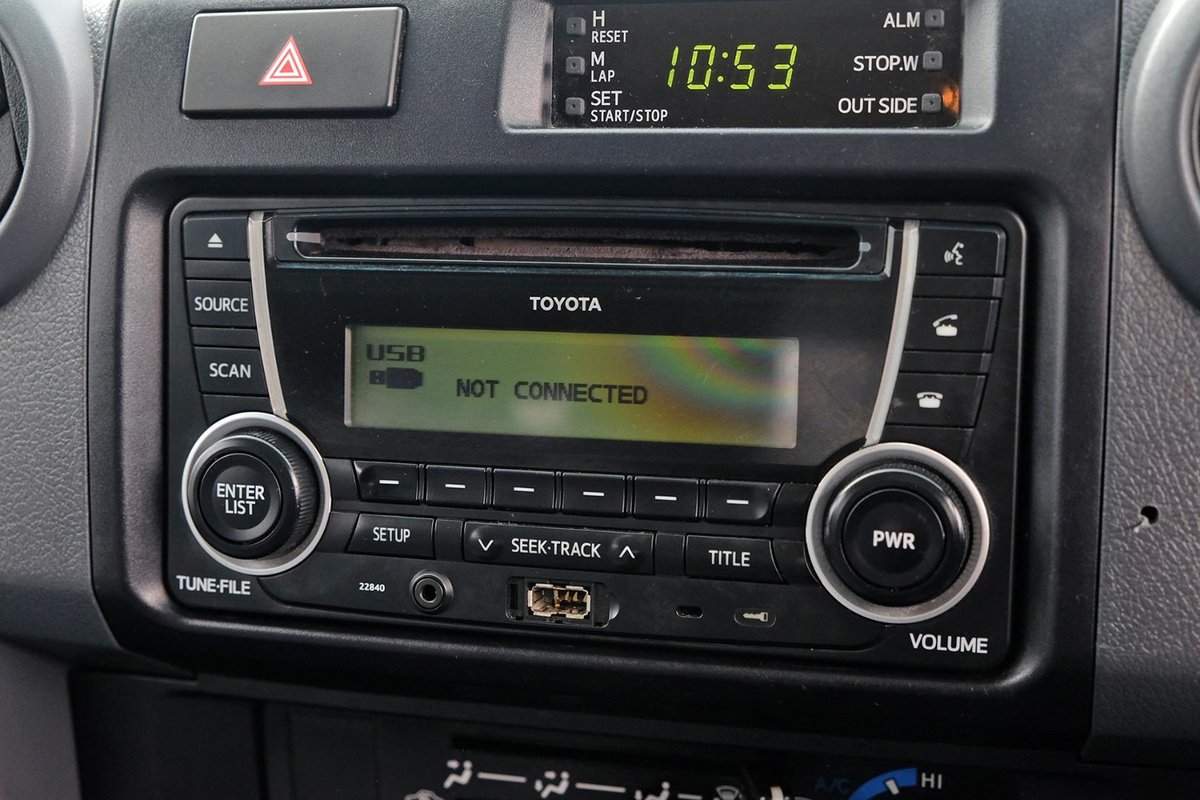 H
RESET
M
LAP
SET
START/STOP
10:53
ALM
STOP.W
OUT SIDE
SOURCE
SCAN
TOYOTA
USB
NOT CONNECTED
ENTER
LIST
TUNE•FILE
SETUP
SEEK•TRACK
TITLE
22840
PWR
VOLUME
A/C
HI